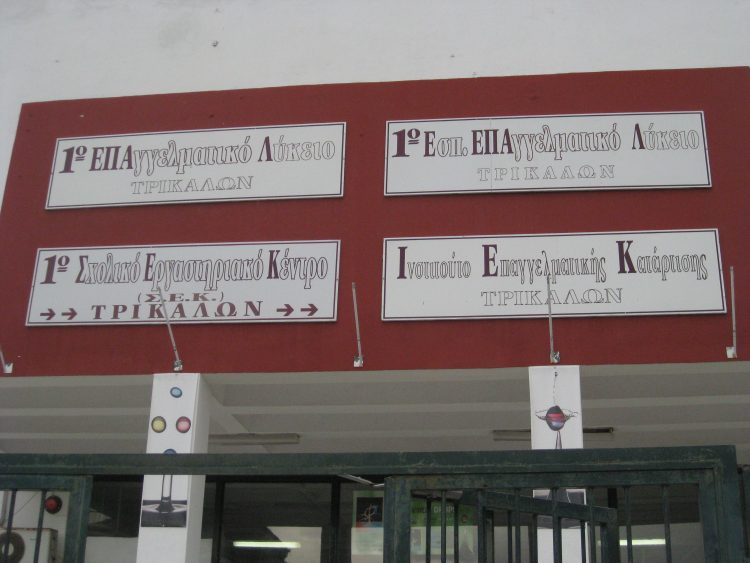 1º ΕΠΑγγελματικό Λύκειο
ΤΡΙΚΑΛΩΝ
1º Εσπ. ΕΠΑγγελματικό Λύκειο
ΤΡΙΚΑΛΩΝ
1º Σχολικό Εργαστηριακό Κέντρο
(Σ.Ε.Κ.)
→→ ΤΡΙΚΑΛΩΝ →→
Ινστιτούτο Επαγγελματικής Κατάρτισης
ΤΡΙΚΑΛΩΝ